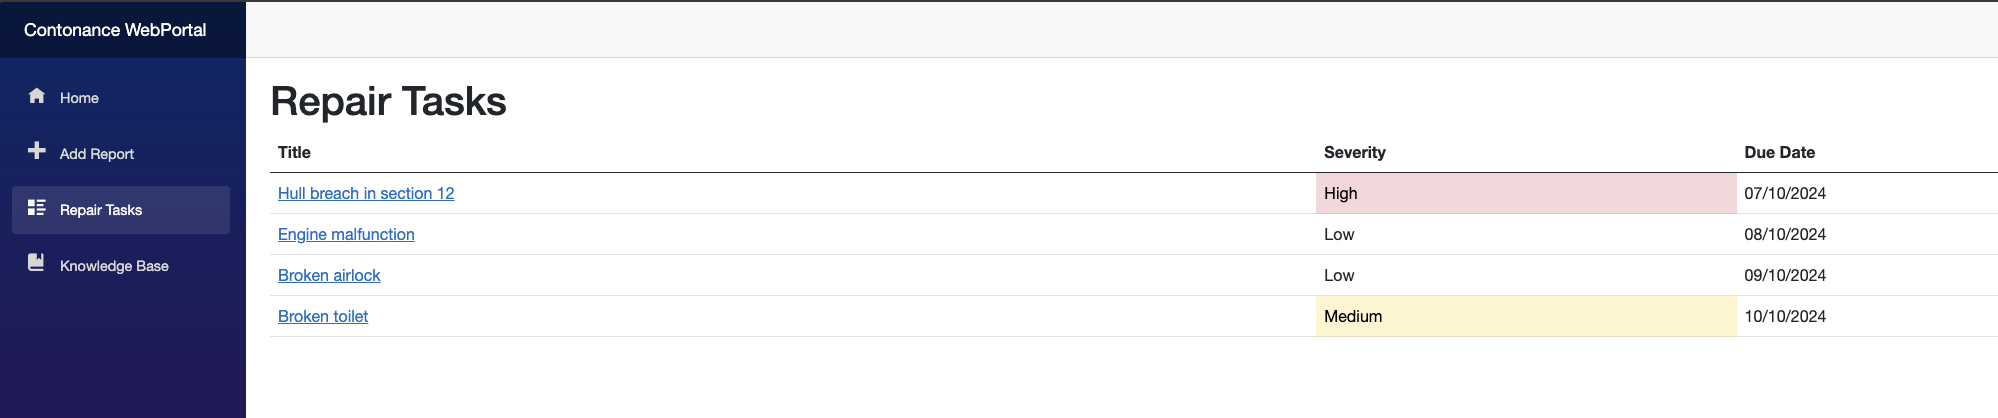 Contonance WebPortal
Home
Add Report
Repair Tasks
Knowledge Base
Repair Tasks
Title Severity Due Date
Hull breach in section 12 High 07/10/2024
Engine malfunction Low 08/10/2024
Broken airlock Low 09/10/2024
Broken toilet Medium 10/10/2024